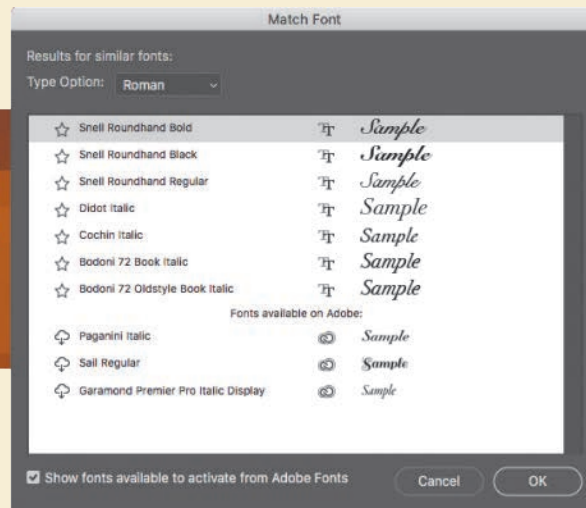 Match Font
Results for similar fonts:
Type Option: Roman
Snell Roundhand Bold Sample
Snell Roundhand Black Sample
Snell Roundhand Regular Sample
Didot Italic Sample
Cochin Italic Sample
Bodoni 72 Book Italic Sample
Bodoni 72 Oldstyle Book Italic Sample
Fonts available on Adobe:
Paganini Italic Sample
Sail Regular Sample
Garamond Premier Pro Italic Display Sample
Show fonts available to activate from Adobe Fonts
Cancel OK